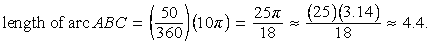 length of arc ABC = (50/360)(10π) = 25π/18 ≈ (25)(3.14)/18 ≈ 4.4.